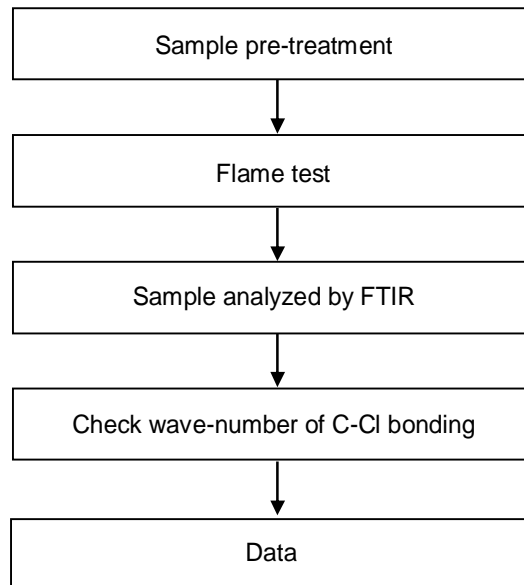 Sample pre-treatment
Flame test
Sample analyzed by FTIR
Check wave-number of C-Cl bonding
Data